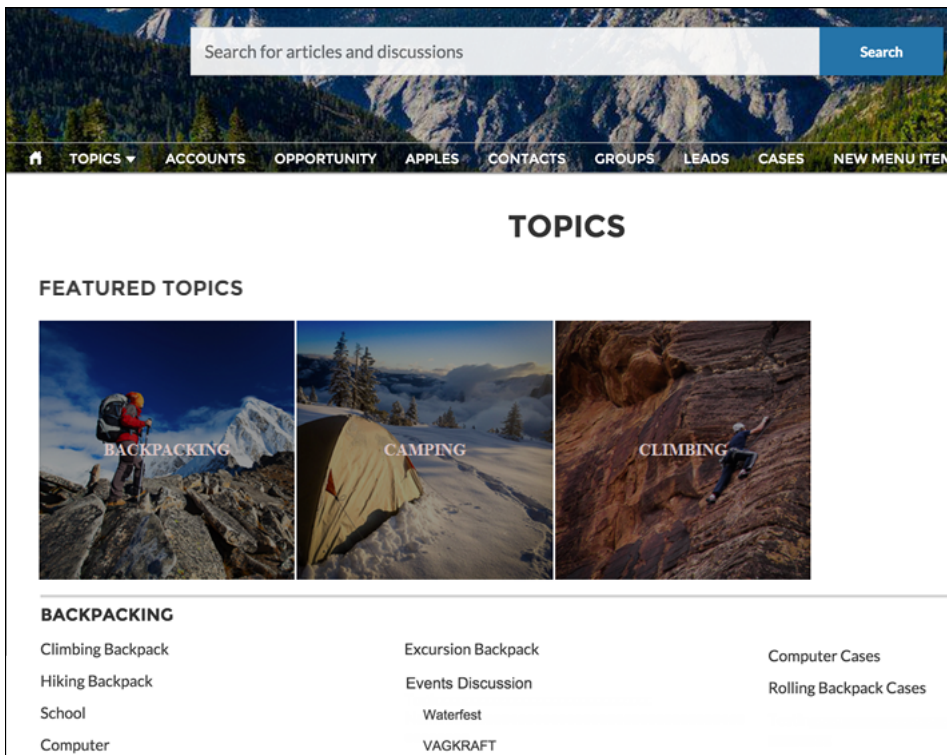 Search for articles and discussions Search
TOPICS ACCOUNTS OPPORTUNITY APPLES CONTACTS GROUPS LEADS CASES NEW MENU ITEM
TOPICS
FEATURED TOPICS
BACKPACKING CAMPING CLIMBING
BACKPACKING
Climbing Backpack
Hiking Backpack
School
Computer
Excursion Backpack
Events Discussion
Waterfest
VAGKRAFT
Computer Cases
Rolling Backpack Cases